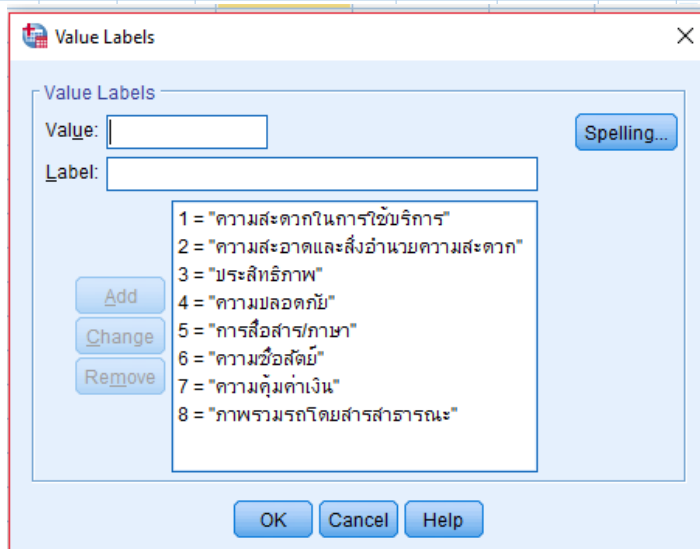 Value Labels
Value Labels
Value:
Spelling...
Label:
1 = "ความสะดวกในการใช้บริการ"
2 = "ความสะอาดและสิ่งอำนวยความสะดวก"
3 = "ประสิทธิภาพ"
4 = "ความปลอดภัย"
5 = "การสื่อสาร/ภาษา"
6 = "ความซื่อสัตย์"
7 = "ความคุ้มค่าเงิน"
8 = "ภาพรวมรถโดยสารสาธารณะ"
Add
Change
Remove
OK Cancel Help